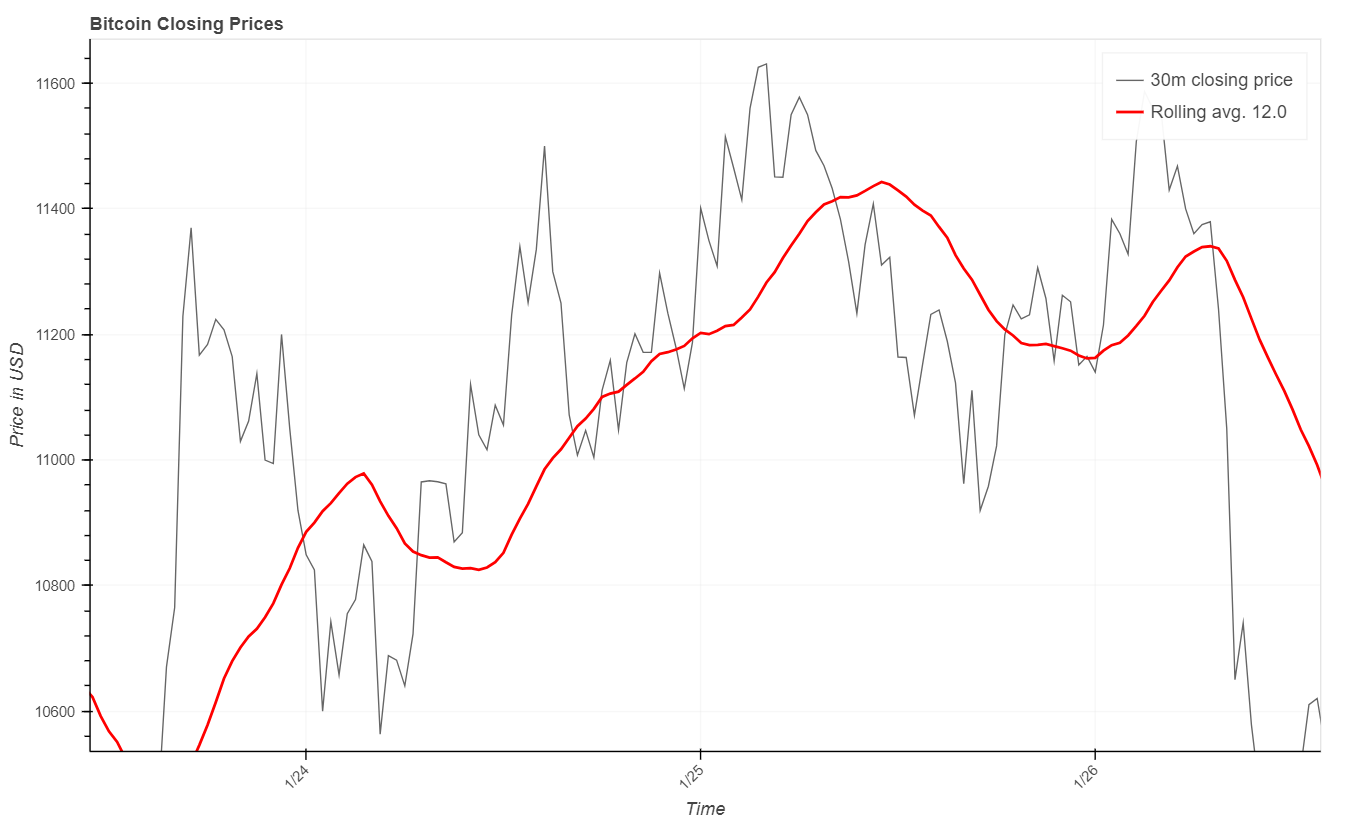 Bitcoin Closing Prices
11600
11400
11200
11000
10800
10600
Price in USD
30m closing price
Rolling avg. 12.0
1/24
1/25
1/26
Time